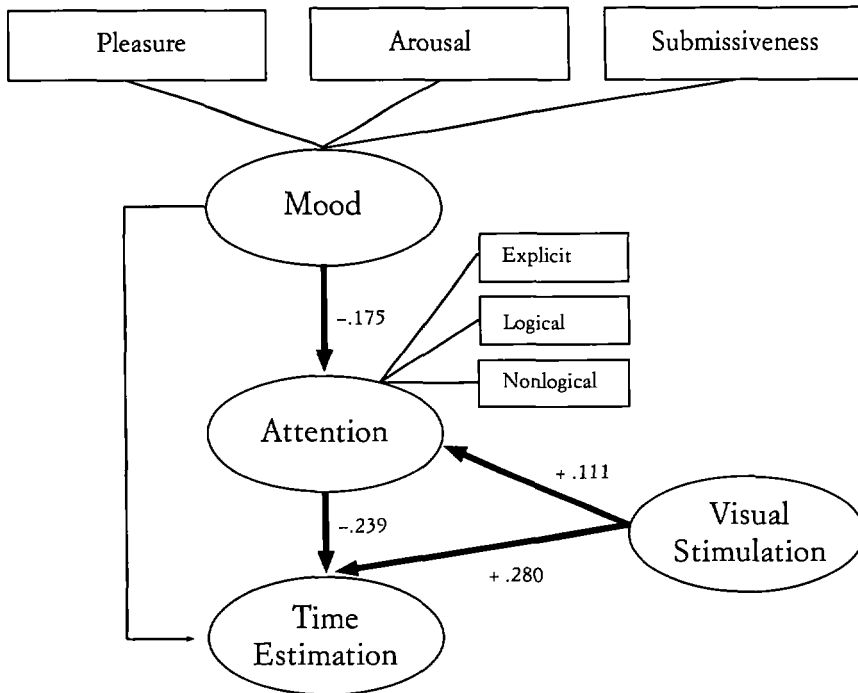 Pleasure
Arousal
Submissiveness
Mood
Explicit
–.175
Logical
Nonlogical
Attention
+ .111
Visual
Stimulation
–.239
+ .280
Time
Estimation